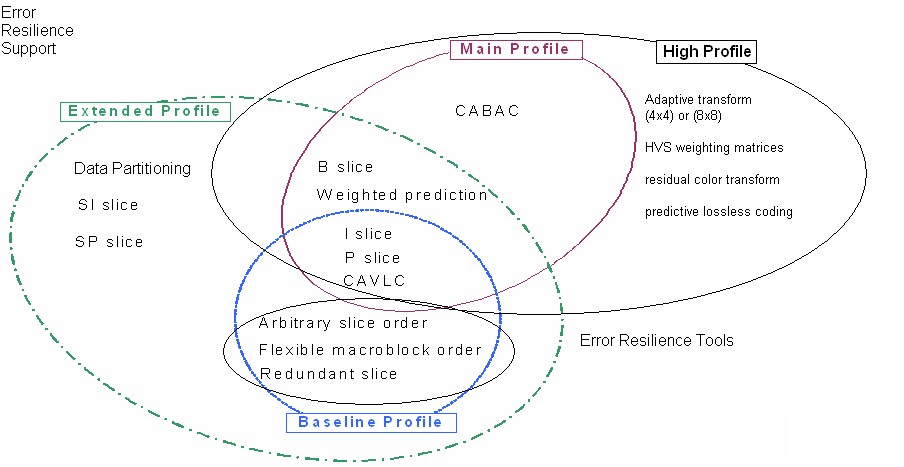 Error
Resilience
Support
Main Profile
High Profile
Extended Profile
CABAC
Adaptive transform
(4x4) or (8x8)
HVS weighting matrices
residual color transform
predictive lossless coding
Data Partitioning
SI slice
SP slice
B slice
Weighted prediction
I slice
P slice
CAVLC
Arbitrary slice order
Flexible macroblock order
Redundant slice
Error Resilience Tools
Baseline Profile